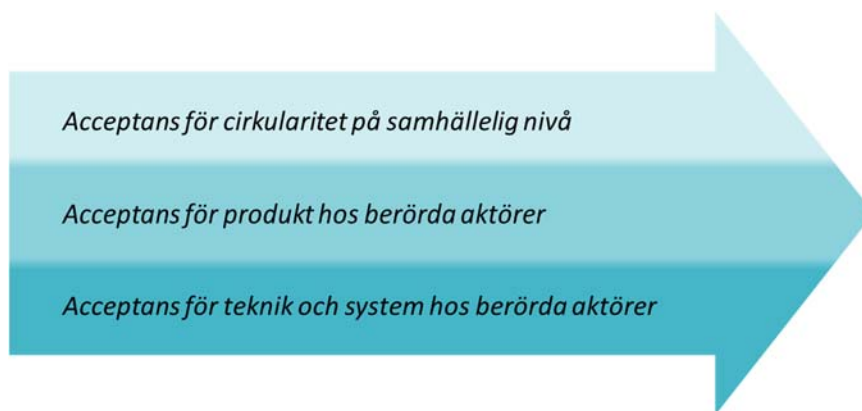 Acceptans för cirkularitet på samhällelig nivå
Acceptans för produkt hos berörda aktörer
Acceptans för teknik och system hos berörda aktörer